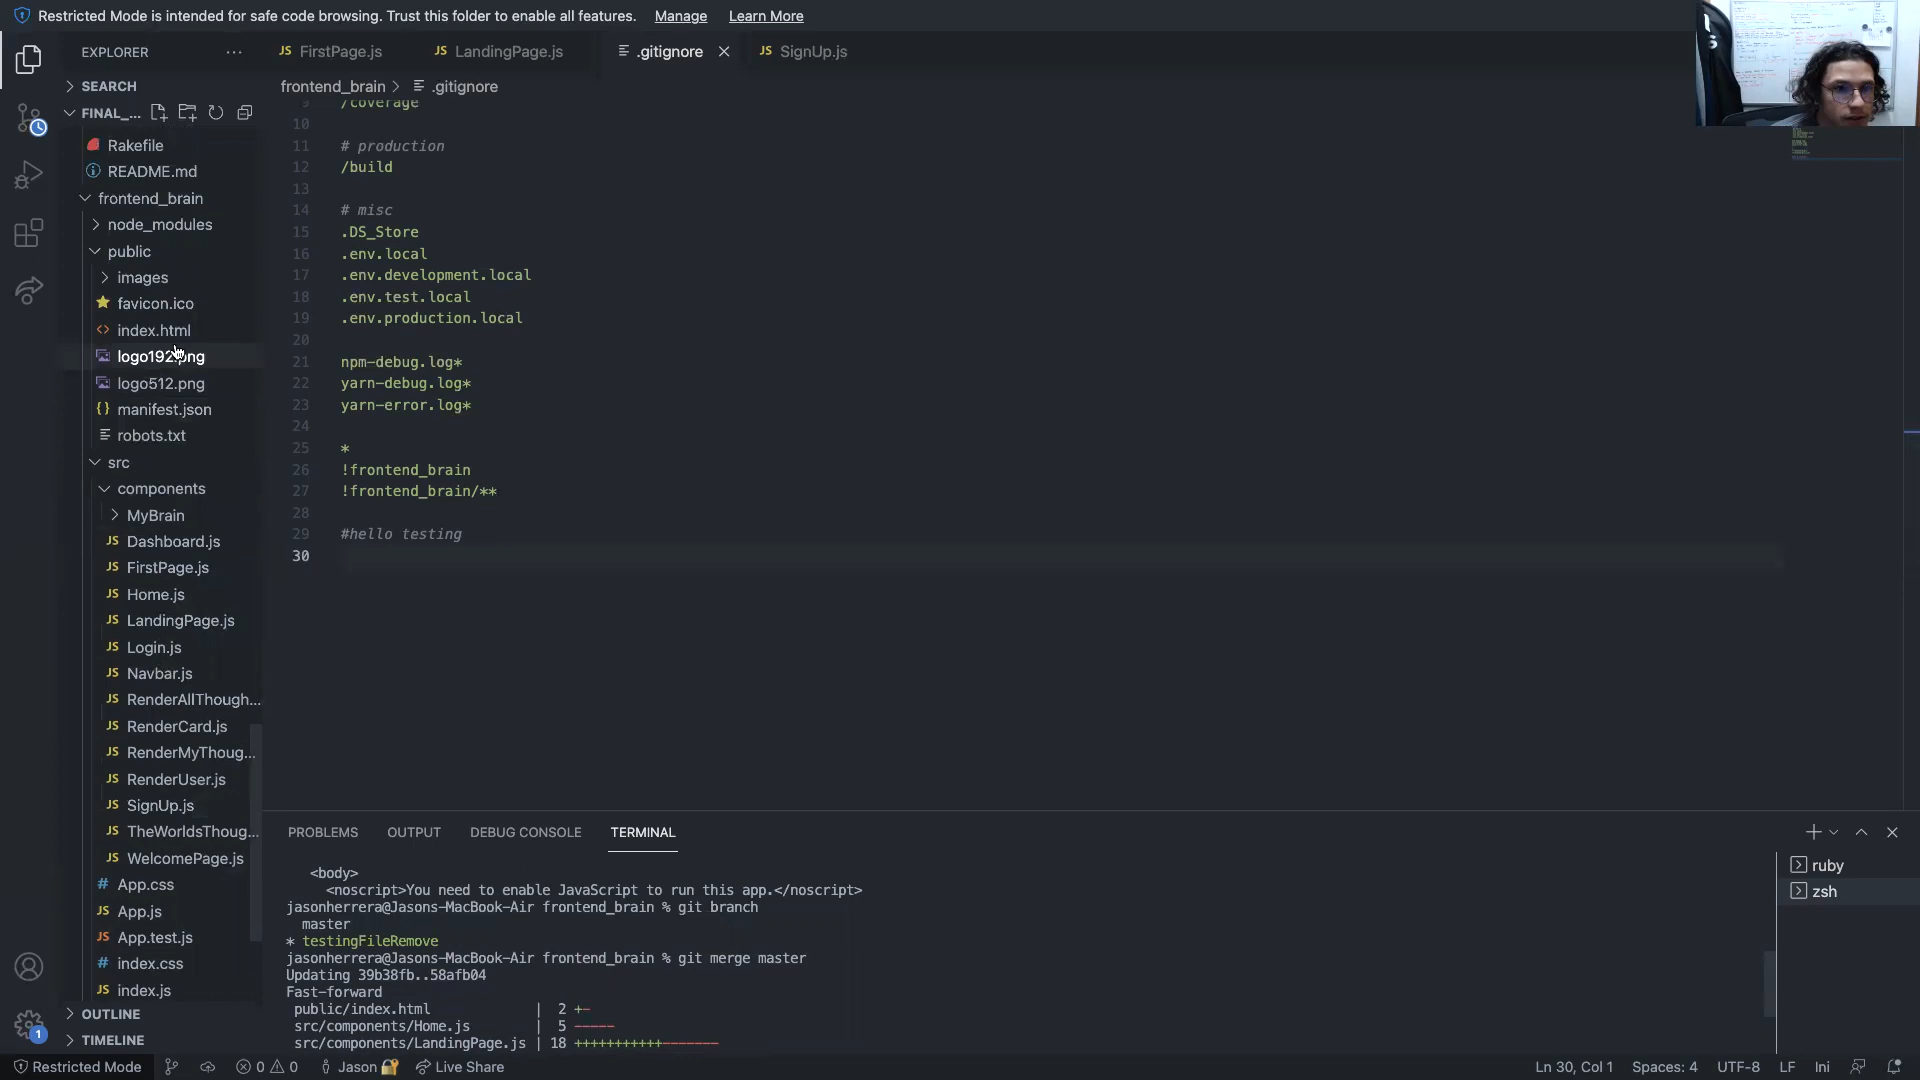 Restricted Mode is intended for safe code browsing. Trust this folder to enable all features. Manage Learn More
EXPLORER
FirstPage.js
LandingPage.js
.gitignore
SignUp.js
SEARCH
FINAL_...
frontend_brain > .gitignore
Rakefile
README.md
frontend_brain
node_modules
public
images
favicon.ico
index.html
logo192.png
logo512.png
manifest.json
robots.txt
src
components
MyBrain
JS Dashboard.js
JS FirstPage.js
JS Home.js
JS LandingPage.js
JS Login.js
JS Navbar.js
JS RenderAllThough...
JS RenderCard.js
JS RenderMyThoug...
JS RenderUser.js
JS SignUp.js
JS TheWorldsThoug...
JS WelcomePage.js
# App.css
JS App.js
JS App.test.js
# index.css
JS index.js
OUTLINE
TIMELINE
9 /coverage
10
11 # production
12 /build
13
14 # misc
15 .DS_Store
16 .env.local
17 .env.development.local
18 .env.test.local
19 .env.production.local
20
21 npm-debug.log*
22 yarn-debug.log*
23 yarn-error.log*
24
25 *
26 !frontend_brain
27 !frontend_brain/**
28
29 #hello testing
30
PROBLEMS OUTPUT DEBUG CONSOLE TERMINAL
<body>
<noscript>You need to enable JavaScript to run this app.</noscript>
jasonherrera@Jasons-MacBook-Air frontend_brain % git branch
master
* testingFileRemove
jasonherrera@Jasons-MacBook-Air frontend_brain % git merge master
Updating 39b38fb..58afb04
Fast-forward
public/index.html | 2 +-
src/components/Home.js | 5 -----
src/components/LandingPage.js | 18 +++++++++++-------
ruby
zsh
1
Restricted Mode 0 0 Jason Live Share Ln 30, Col 1 Spaces: 4 UTF-8 LF Ini